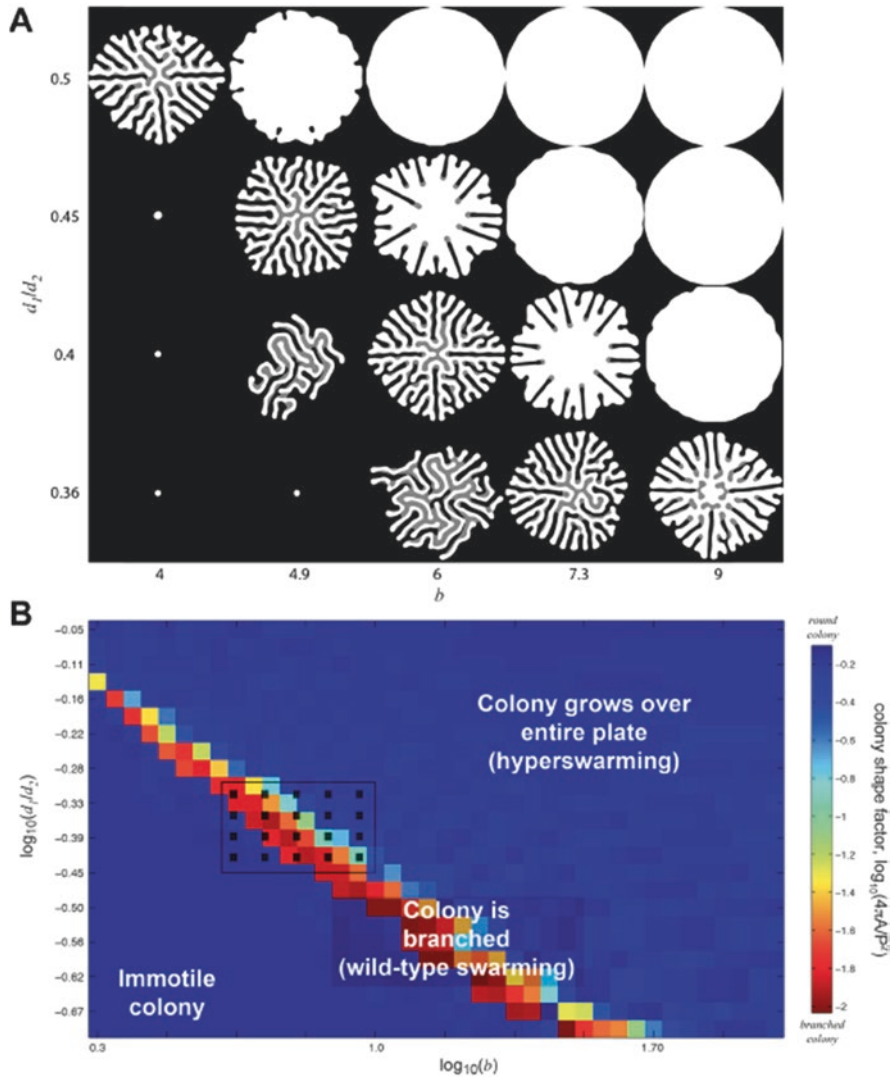 A
0.5
0.45
d₁/d₂
0.4
0.36
4 4.9 6 7.3 9
b
B
round
colony
−0.05
−0.11
−0.16
−0.22
−0.28
−0.33
−0.39
−0.45
−0.50
−0.56
−0.62
−0.67
log₁₀(d₁/d₂)
Colony grows over
entire plate
(hyperswarming)
Colony is
branched
(wild-type swarming)
Immotile
colony
0.3 1.0 1.70
log₁₀(b)
−0.2
−0.4
−0.6
−0.8
−1
−1.2
−1.4
−1.6
−1.8
−2
branched
colony
colony shape factor, log₁₀(4πA/P²)